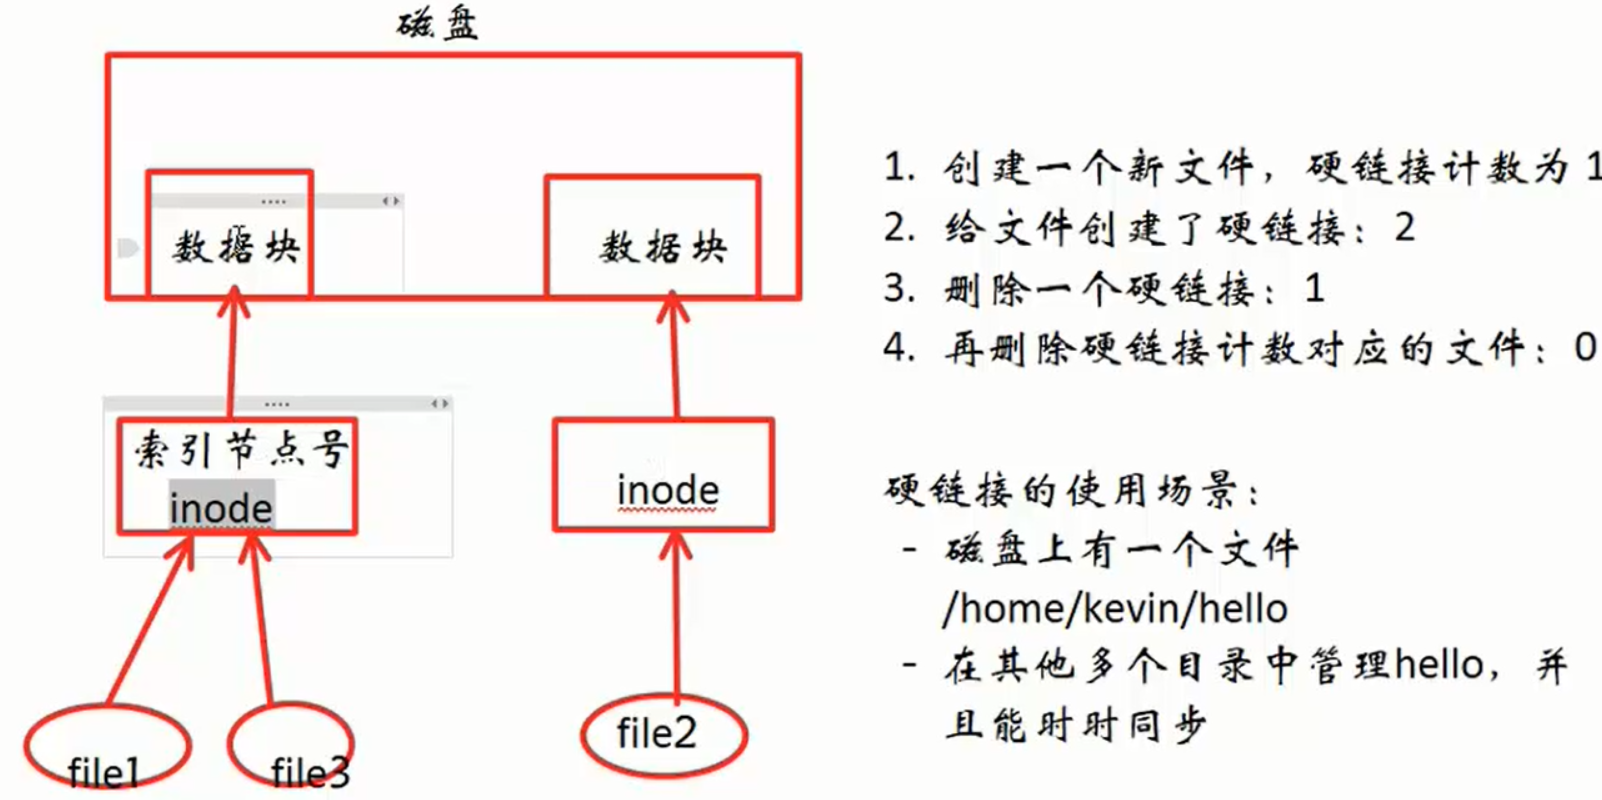 磁盘
数据块
数据块
索引节点号
inode
inode
file1
file3
file2
1. 创建一个新文件，硬链接计数为 1
2. 给文件创建了硬链接：2
3. 删除一个硬链接：1
4. 再删除硬链接计数对应的文件：0
硬链接的使用场景：
- 磁盘上有一个文件
/home/kevin/hello
- 在其他多个目录中管理hello，并
且能时时同步